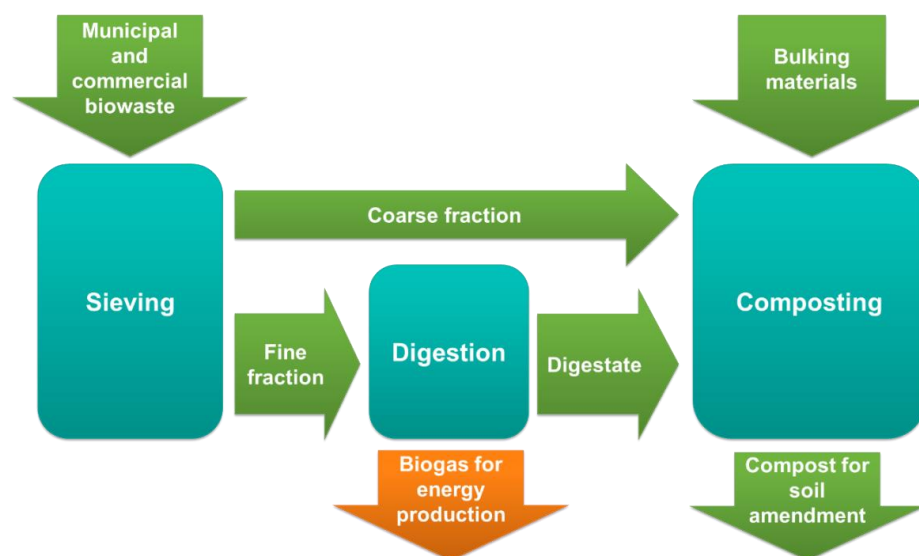 Municipal
and
commercial
biowaste
Bulking
materials
Coarse fraction
Sieving
Composting
Fine
fraction
Digestion
Digestate
Biogas for
energy
production
Compost for
soil
amendment